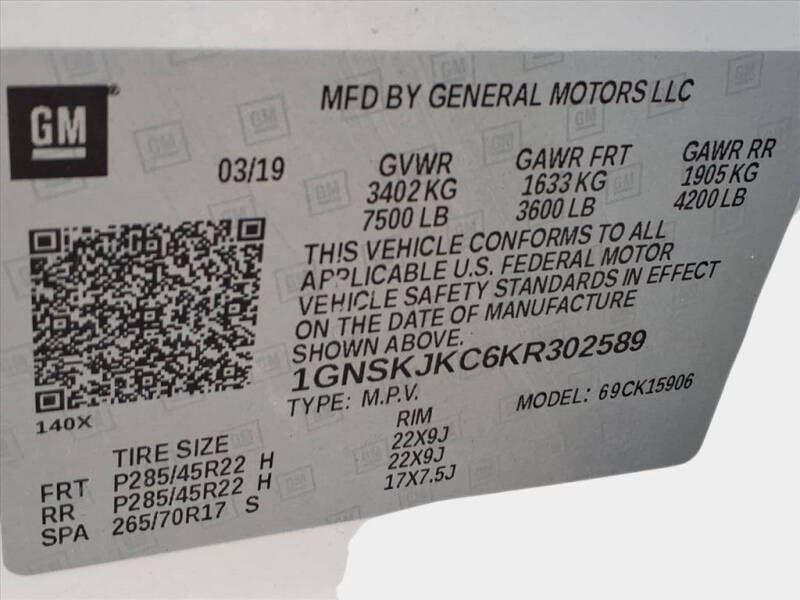 GM
MFD BY GENERAL MOTORS LLC
03/19
GVWR GAWR FRT GAWR RR
3402 KG 1633 KG 1905 KG
7500 LB 3600 LB 4200 LB
THIS VEHICLE CONFORMS TO ALL
APPLICABLE U.S. FEDERAL MOTOR
VEHICLE SAFETY STANDARDS IN EFFECT
ON THE DATE OF MANUFACTURE
SHOWN ABOVE.
1GNSKJKC6KR302589
TYPE: M.P.V. MODEL: 69CK15906
140X
TIRE SIZE RIM
FRT P285/45R22 H 22X9J
RR P285/45R22 H 22X9J
SPA 265/70R17 S 17X7.5J